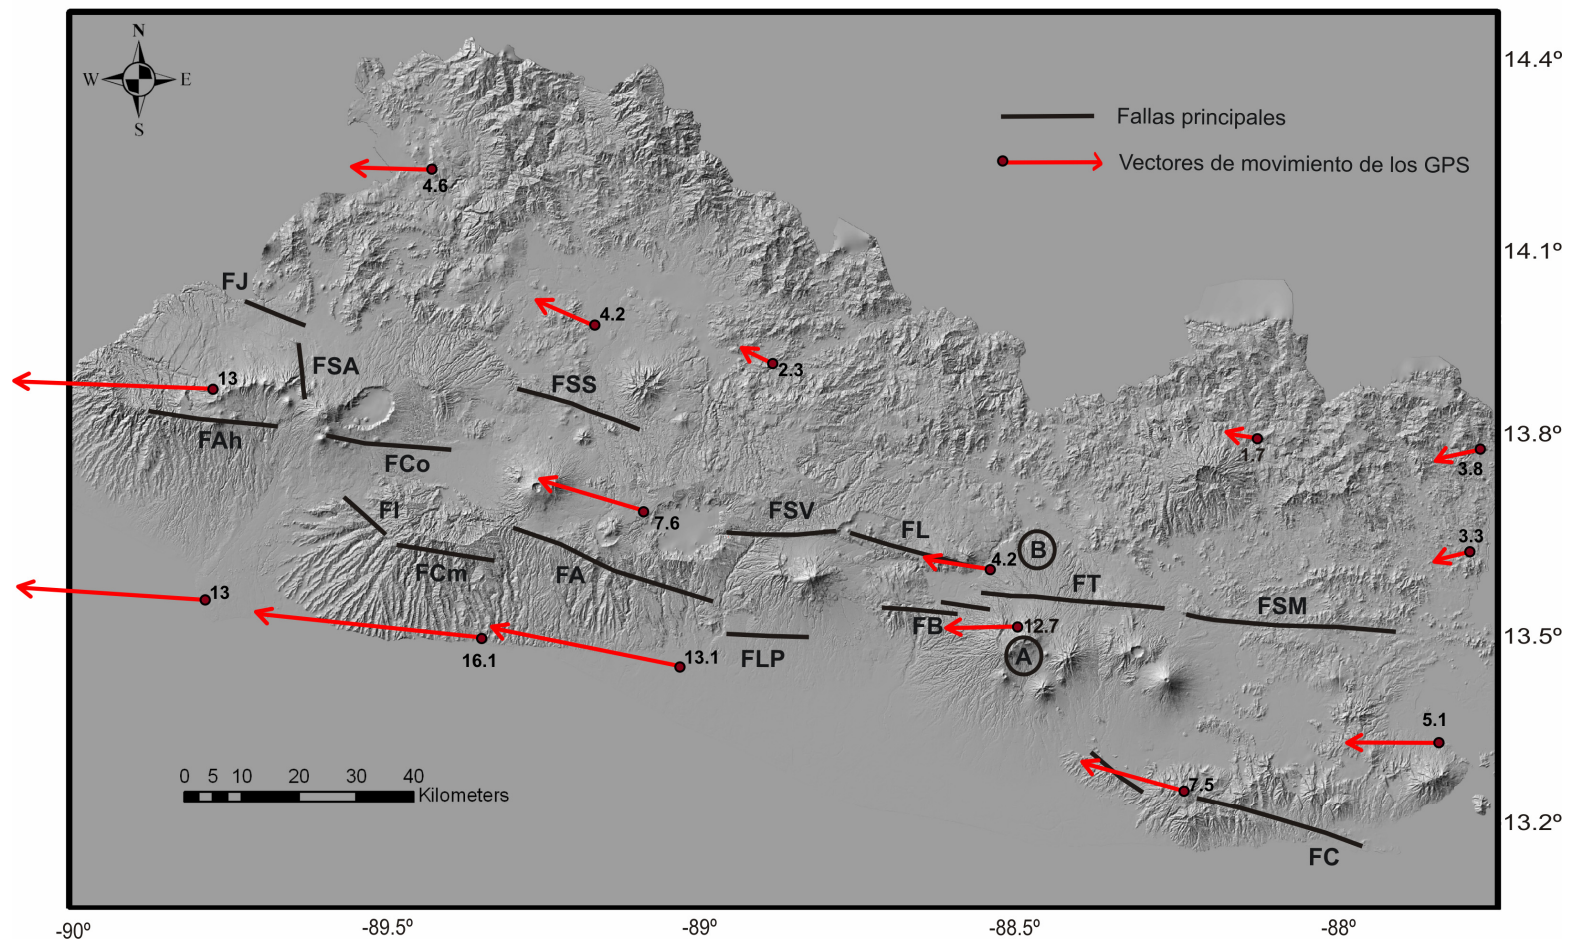 N
W E
S
14.4º
Fallas principales
Vectores de movimiento de los GPS
4.6
14.1º
FJ
4.2
FSA
2.3
13
FSS
FAh
FCo
13.8º
1.7
3.8
FI
7.6
FSV
FL
B
3.3
FCm
FA
4.2
FT
13
FSM
FB
12.7
A
13.5º
16.1
13.1
FLP
5.1
7.5
0 5 10 20 30 40
Kilometers
13.2º
FC
-90º -89.5º -89º -88.5º -88º